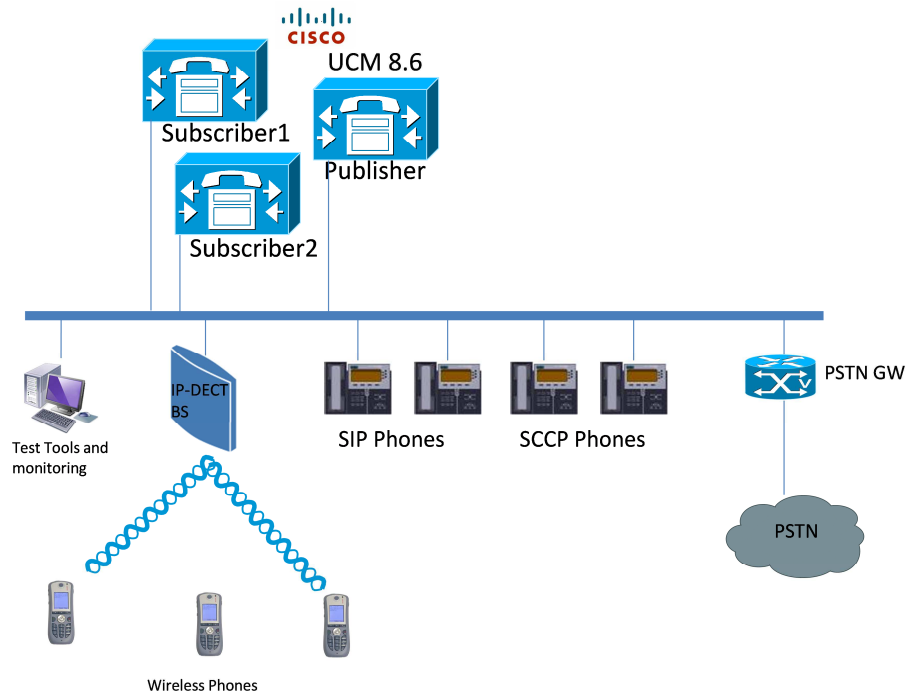 CISCO
UCM 8.6
Subscriber1
Publisher
Subscriber2
IP-DECT
BS
PSTN GW
V
SIP Phones
SCCP Phones
Test Tools and
monitoring
PSTN
Wireless Phones